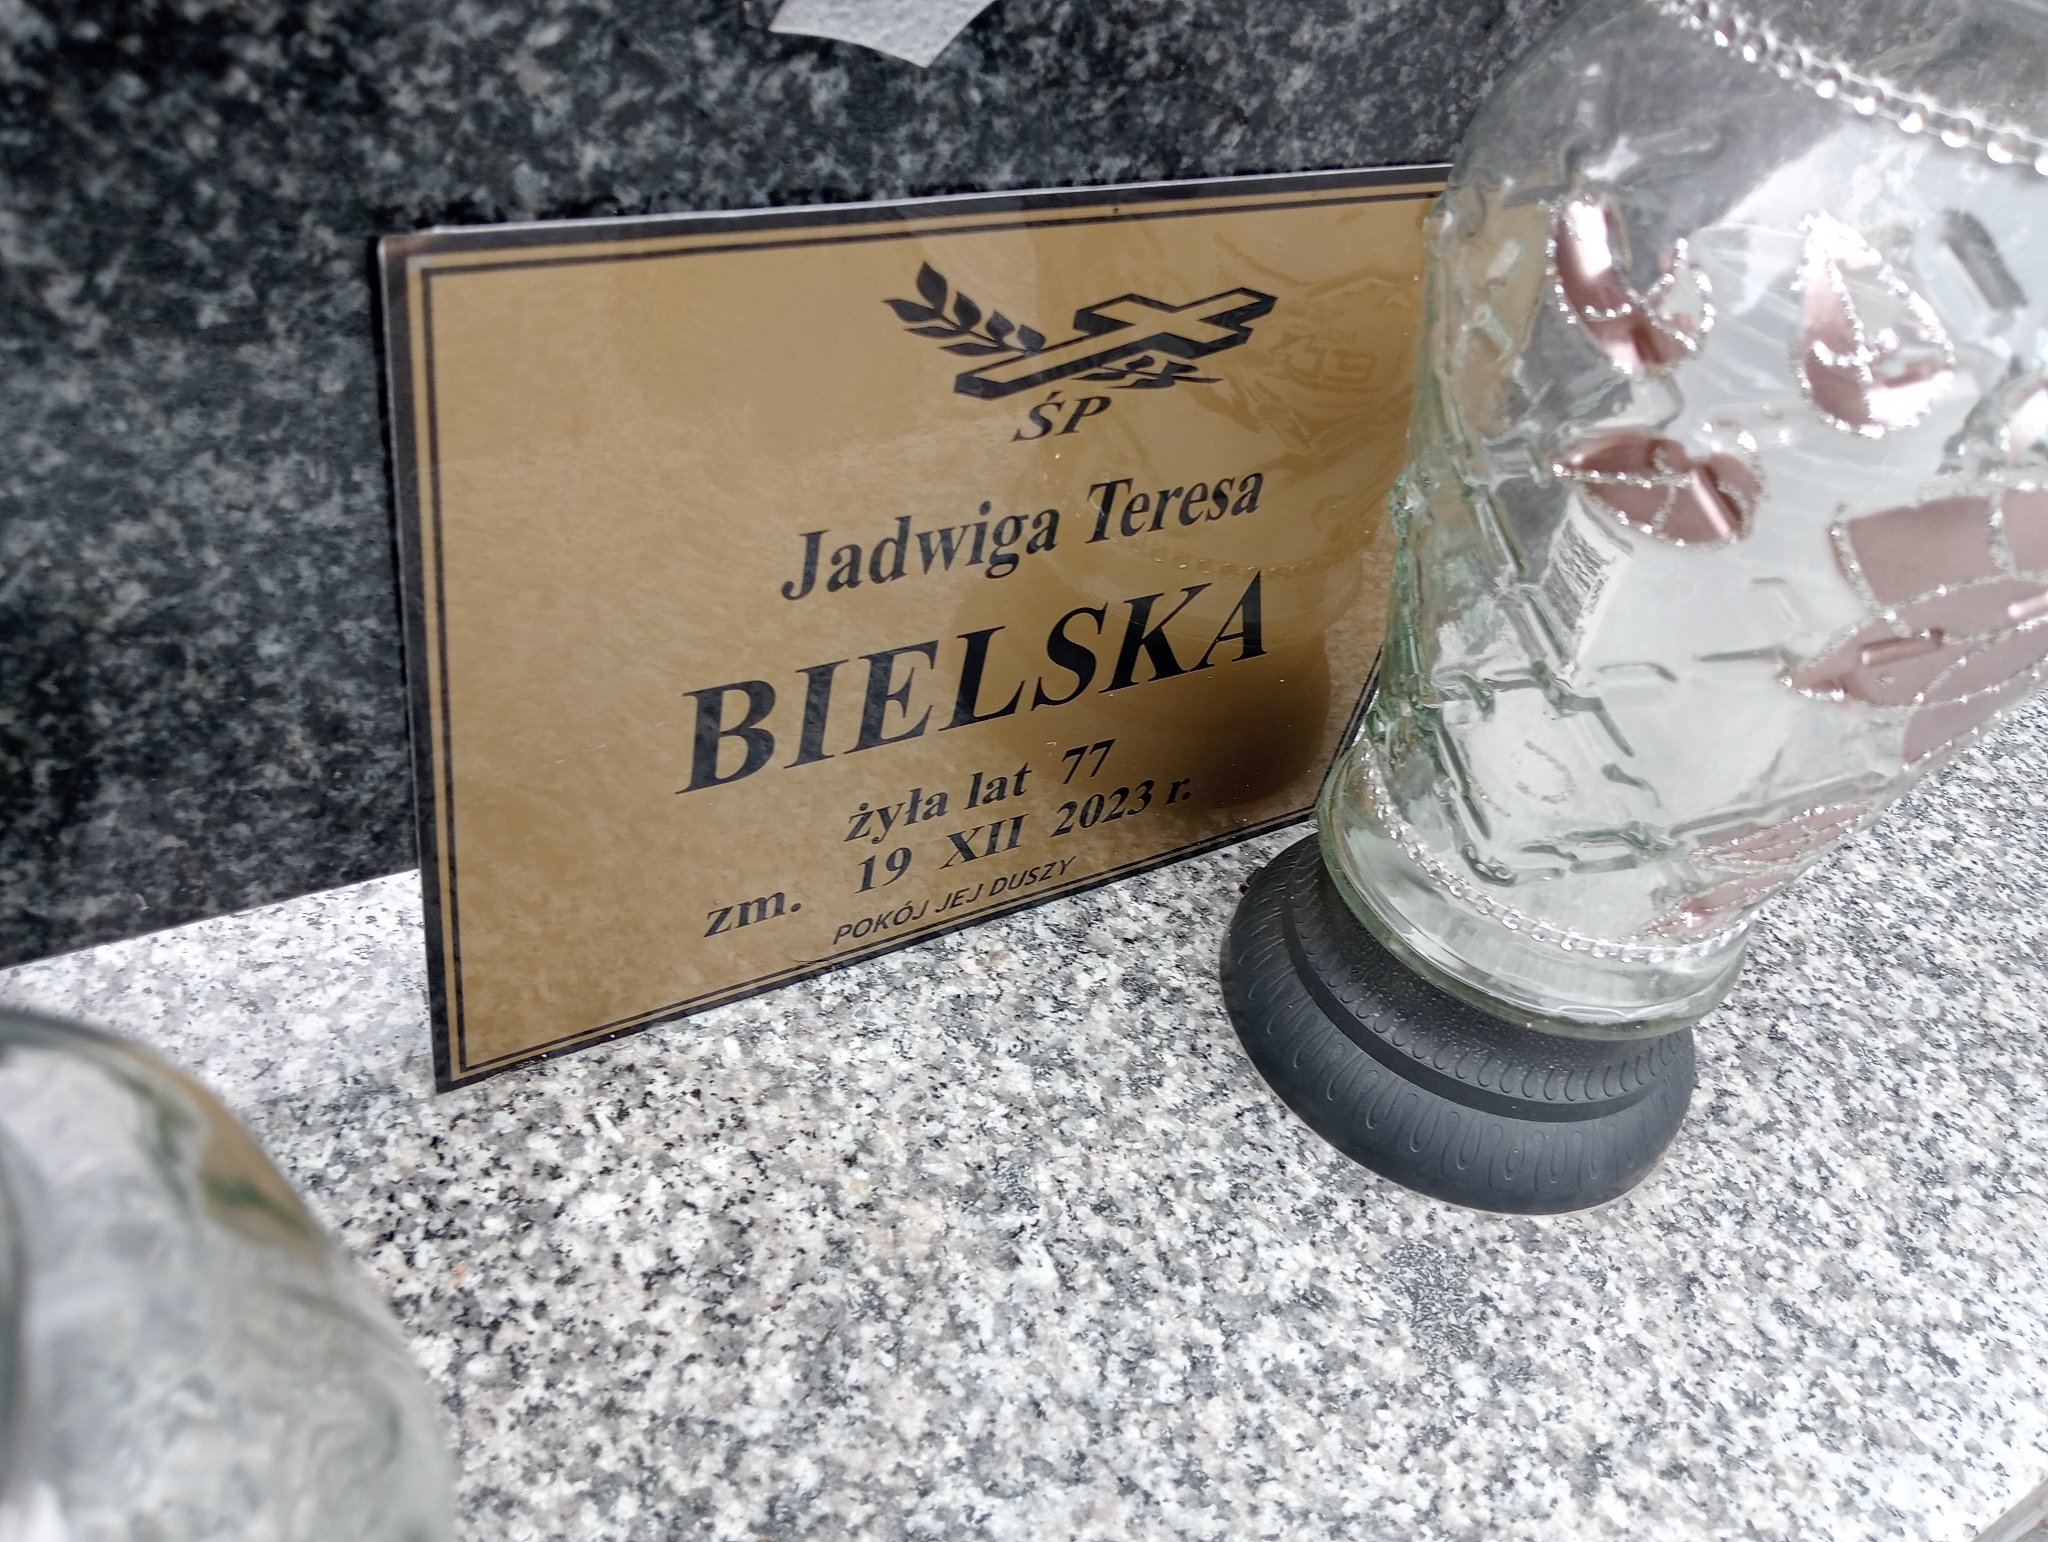 ŚP
Jadwiga Teresa
BIELSKA
żyła lat 77
zm. 19 XII 2023 r.
POKÓJ JEJ DUSZY